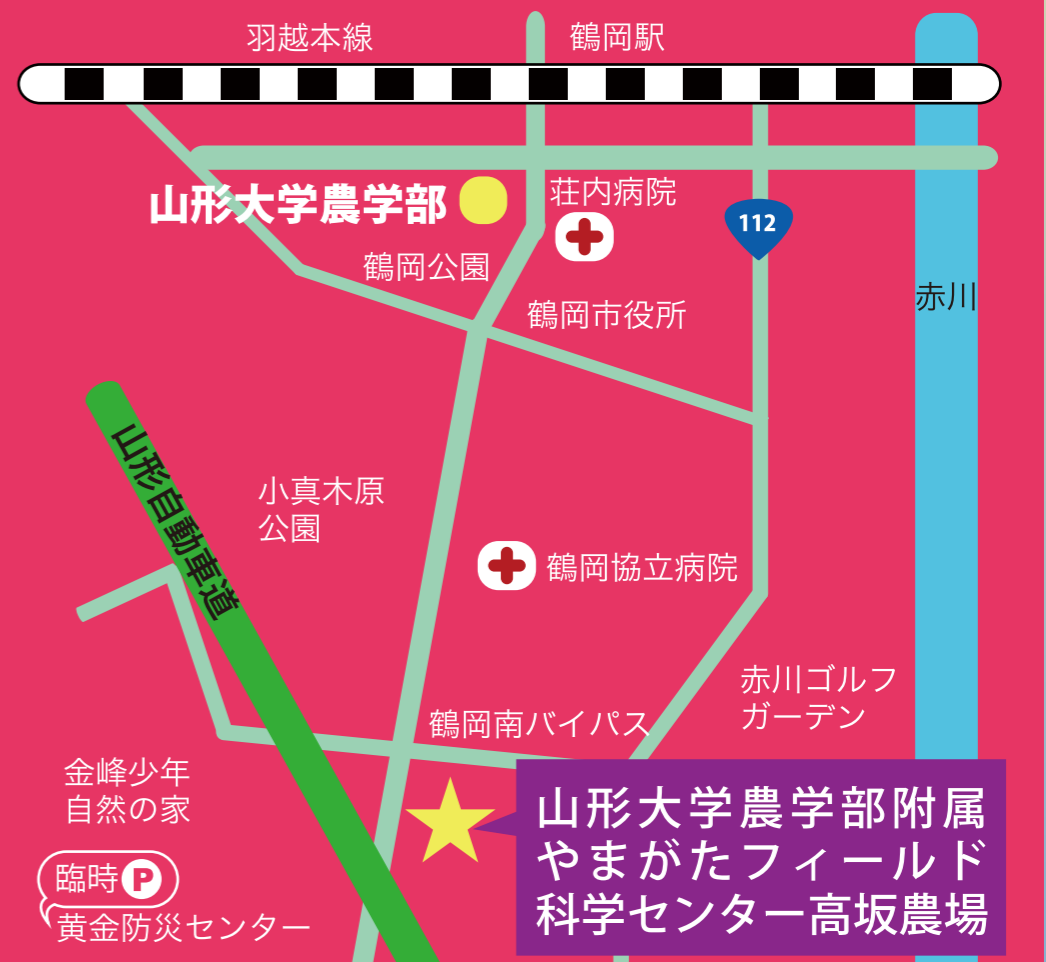 羽越本線
鶴岡駅
山形大学農学部
荘内病院
112
鶴岡公園
赤川
鶴岡市役所
山形自動車道
小真木原
公園
鶴岡協立病院
赤川ゴルフ
ガーデン
鶴岡南バイパス
金峰少年
自然の家
山形大学農学部附属
やまがたフィールド
科学センター高坂農場
臨時P
黄金防災センター